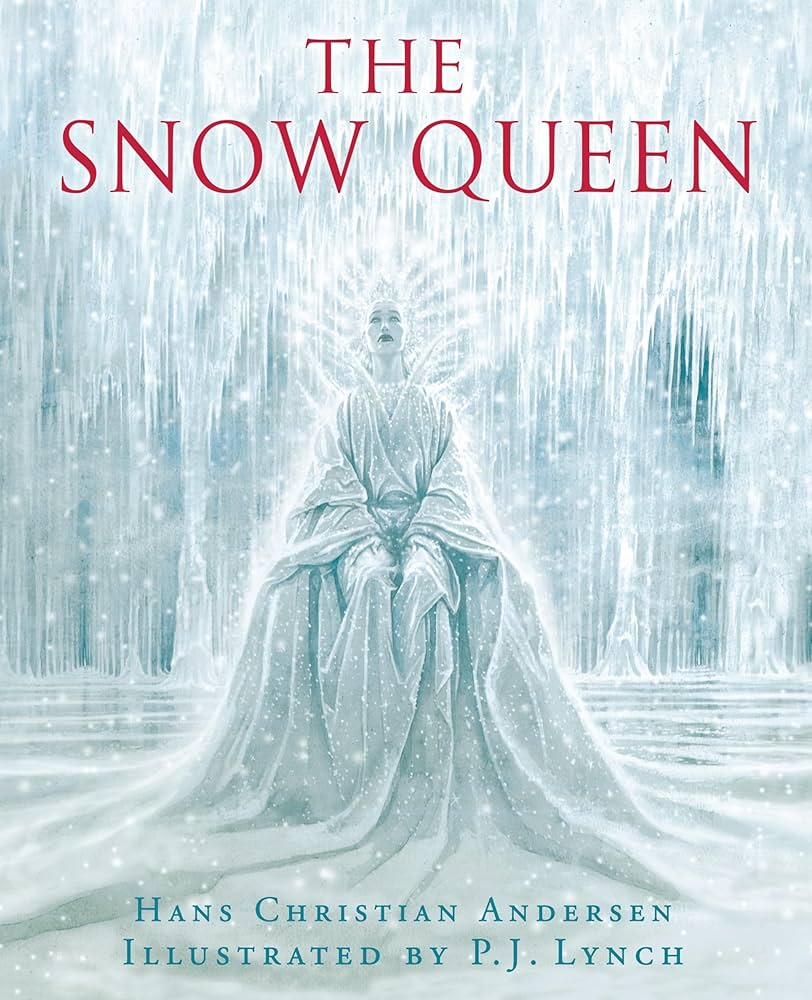 THE
SNOW QUEEN
HANS CHRISTIAN ANDERSEN
ILLUSTRATED BY P.J. LYNCH